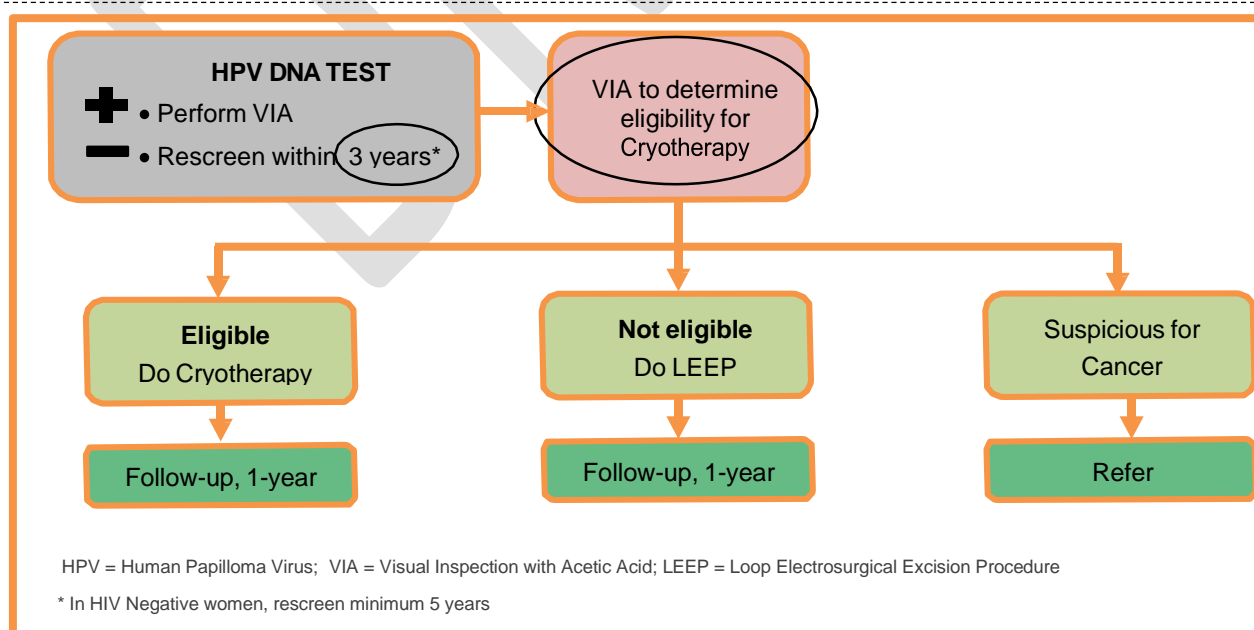 HPV DNA TEST
+ • Perform VIA
− • Rescreen within 3 years*
VIA to determine
eligibility for
Cryotherapy
Eligible
Do Cryotherapy
Not eligible
Do LEEP
Suspicious for
Cancer
Follow-up, 1-year
Follow-up, 1-year
Refer
HPV = Human Papilloma Virus; VIA = Visual Inspection with Acetic Acid; LEEP = Loop Electrosurgical Excision Procedure
* In HIV Negative women, rescreen minimum 5 years